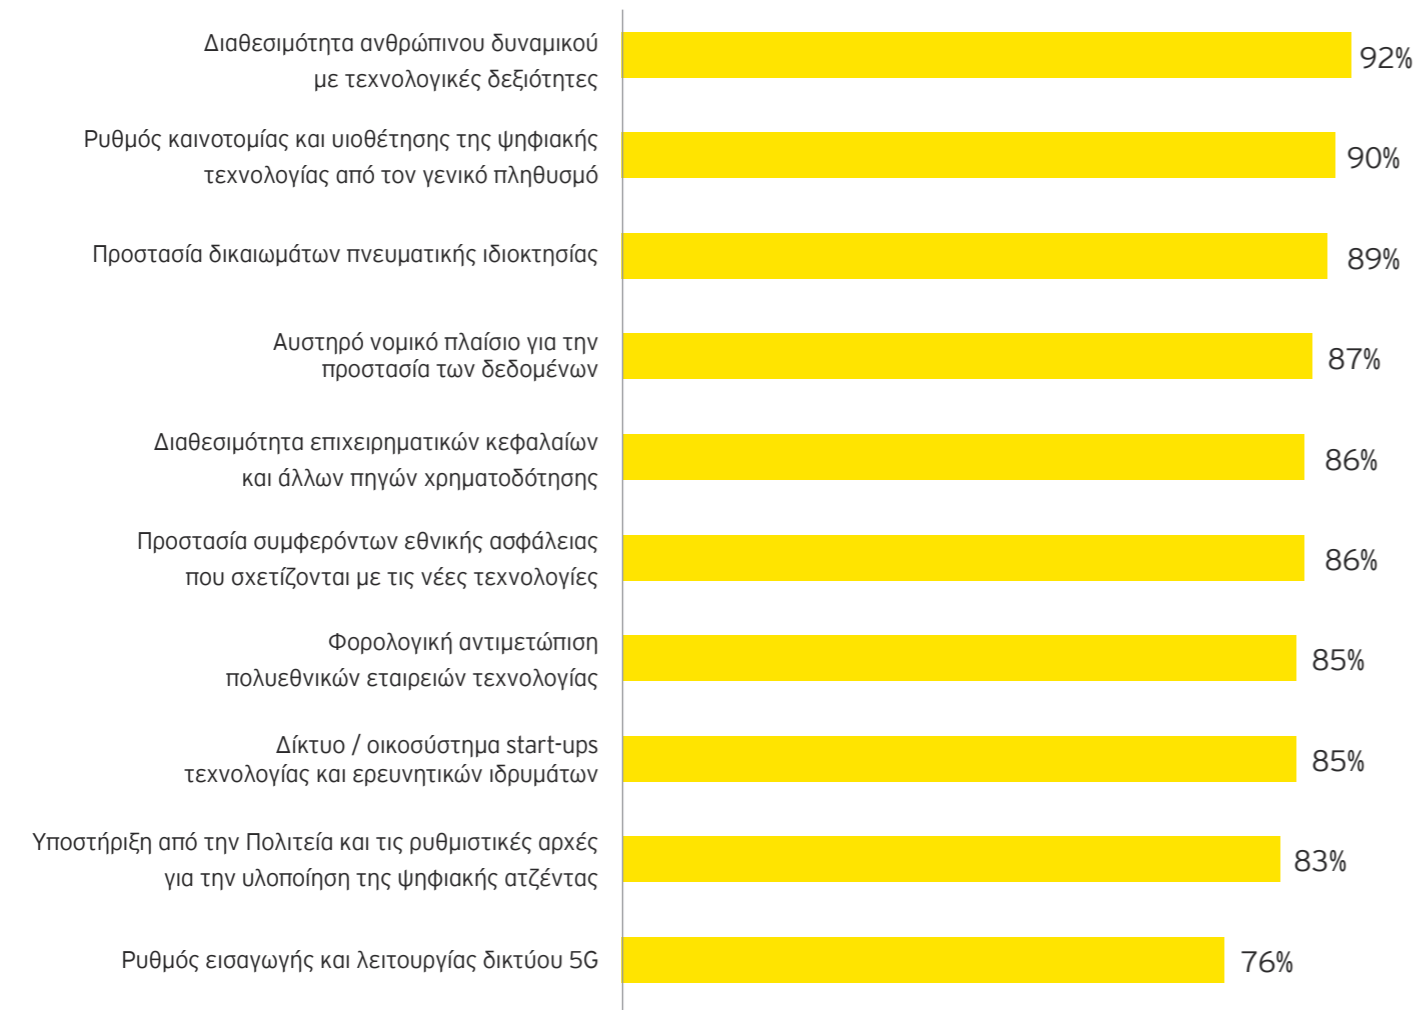 Διαθεσιμότητα ανθρώπινου δυναμικού
με τεχνολογικές δεξιότητες
92%
Ρυθμός καινοτομίας και υιοθέτησης της ψηφιακής
τεχνολογίας από τον γενικό πληθυσμό
90%
Προστασία δικαιωμάτων πνευματικής ιδιοκτησίας
89%
Αυστηρό νομικό πλαίσιο για την
προστασία των δεδομένων
87%
Διαθεσιμότητα επιχειρηματικών κεφαλαίων
και άλλων πηγών χρηματοδότησης
86%
Προστασία συμφερόντων εθνικής ασφάλειας
που σχετίζονται με τις νέες τεχνολογίες
86%
Φορολογική αντιμετώπιση
πολυεθνικών εταιρειών τεχνολογίας
85%
Δίκτυο / οικοσύστημα start-ups
τεχνολογίας και ερευνητικών ιδρυμάτων
85%
Υποστήριξη από την Πολιτεία και τις ρυθμιστικές αρχές
για την υλοποίηση της ψηφιακής ατζέντας
83%
Ρυθμός εισαγωγής και λειτουργίας δικτύου 5G
76%